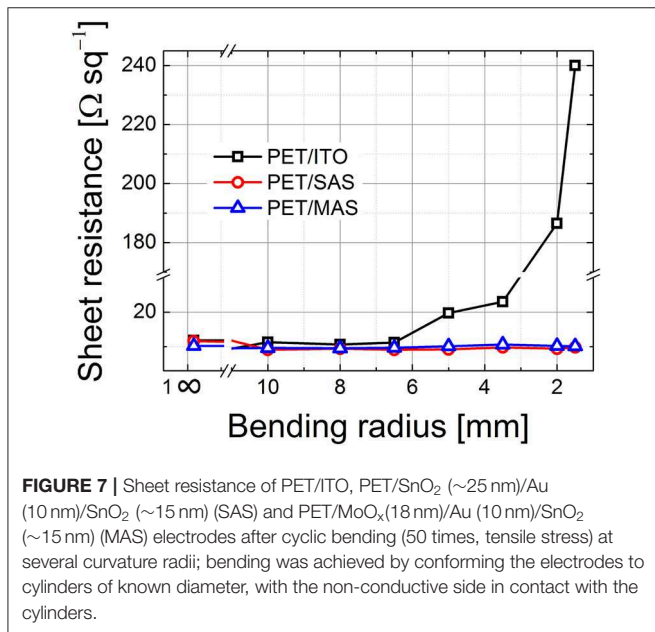 Sheet resistance [Ω sq⁻¹]
240
220
200
180
20
PET/ITO
PET/SAS
PET/MAS
1 ∞ 10 8 6 4 2
Bending radius [mm]
FIGURE 7 | Sheet resistance of PET/ITO, PET/SnO₂ (∼25 nm)/Au
(10 nm)/SnO₂ (∼15 nm) (SAS) and PET/MoOₓ(18 nm)/Au (10 nm)/SnO₂
(∼15 nm) (MAS) electrodes after cyclic bending (50 times, tensile stress) at
several curvature radii; bending was achieved by conforming the electrodes to
cylinders of known diameter, with the non-conductive side in contact with the
cylinders.